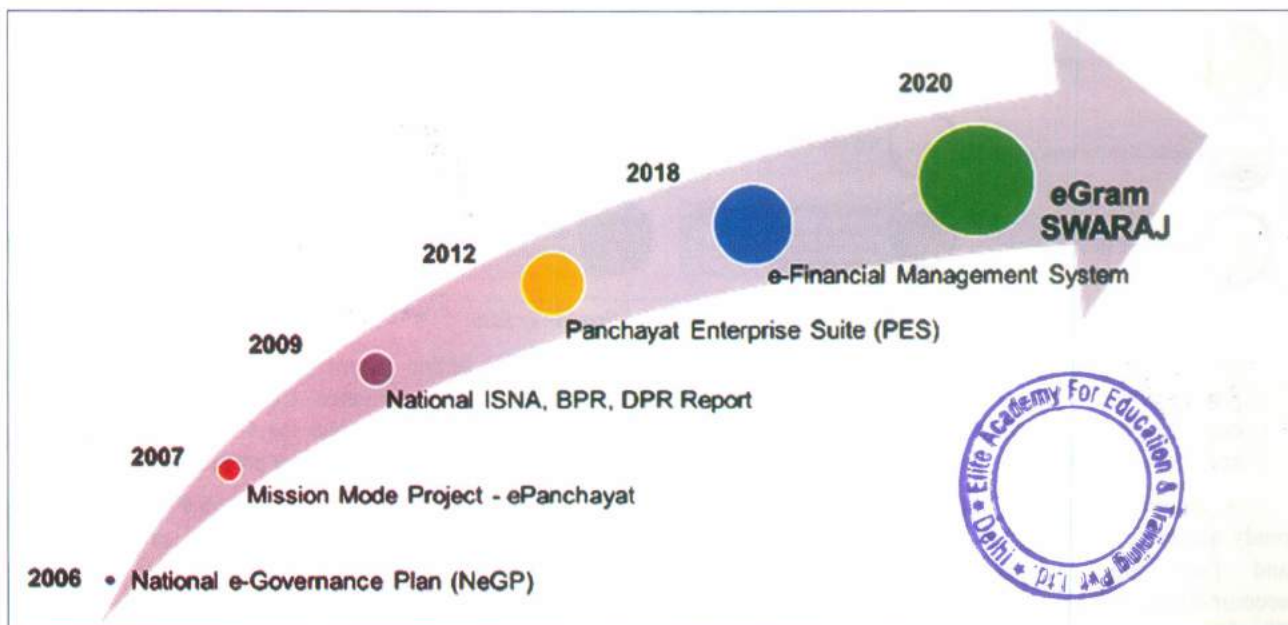 2020
eGram
SWARAJ
2018
e-Financial Management System
2012
Panchayat Enterprise Suite (PES)
2009
National ISNA, BPR, DPR Report
2007
Mission Mode Project - ePanchayat
2006
National e-Governance Plan (NeGP)
Elite Academy For Education & Training Pvt Ltd. * Delhi *